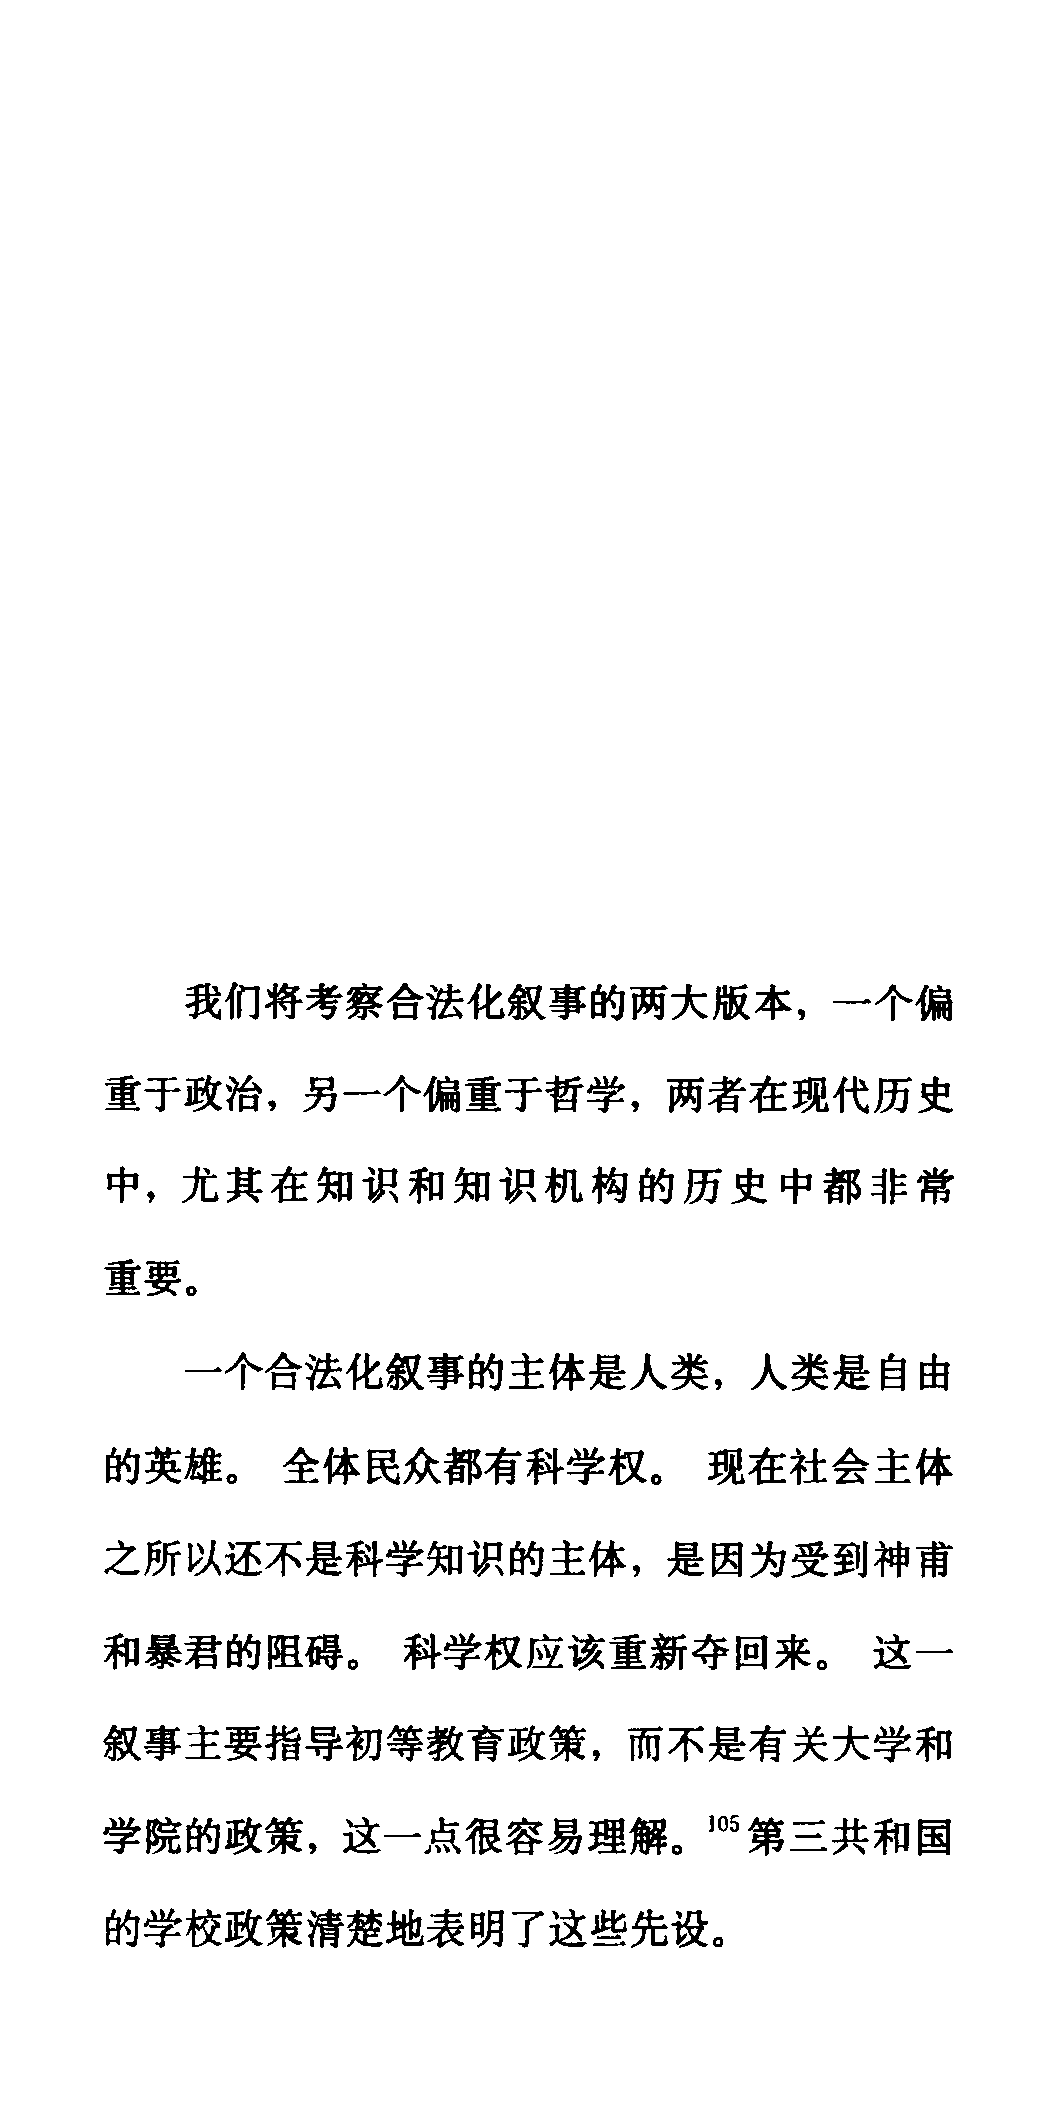 我们将考察合法化叙事的两大版本，一个偏
重于政治，另一个偏重于哲学，两者在现代历史
中，尤其在知识和知识机构的历史中都非常
重要。
一个合法化叙事的主体是人类，人类是自由
的英雄。 全体民众都有科学权。 现在社会主体
之所以还不是科学知识的主体，是因为受到神甫
和暴君的阻碍。 科学权应该重新夺回来。 这一
叙事主要指导初等教育政策，而不是有关大学和
学院的政策，这一点很容易理解。105 第三共和国
的学校政策清楚地表明了这些先设。